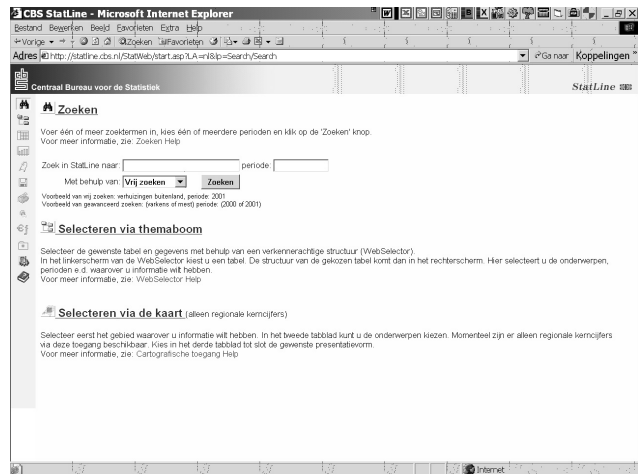 CBS StatLine - Microsoft Internet Explorer
Bestand Bewerken Beeld Favorieten Extra Help
Vorige Zoeken Favorieten
Adres http://statline.cbs.nl/StatWeb/start.asp?LA=nl&lp=Search/Search Ga naar Koppelingen »
Centraal Bureau voor de Statistiek StatLine
Zoeken
Voer één of meer zoektermen in, kies één of meerdere perioden en klik op de 'Zoeken' knop.
Voor meer informatie, zie: Zoeken Help
Zoek in StatLine naar: periode:
Met behulp van: Vrij zoeken Zoeken
Voorbeeld van vrij zoeken: verhuizingen buitenland, periode: 2001
Voorbeeld van geavanceerd zoeken: (varkens of mest) periode: (2000 of 2001)
Selecteren via themaboom
Selecteer de gewenste tabel en gegevens met behulp van een verkennerachtige structuur (WebSelector).
In het linkerscherm van de WebSelector kiest u een tabel. De structuur van de gekozen tabel komt dan in het rechterscherm. Hier selecteert u de onderwerpen,
perioden e.d. waarover u informatie wilt hebben.
Voor meer informatie, zie: WebSelector Help
Selecteren via de kaart (alleen regionale kerncijfers)
Selecteer eerst het gebied waarover u informatie wilt hebben. In het tweede tabblad kunt u de onderwerpen kiezen. Momenteel zijn er alleen regionale kerncijfers
via deze toegang beschikbaar. Kies in het derde tabblad tot slot de gewenste presentatievorm.
Voor meer informatie, zie: Cartografische toegang Help
Internet